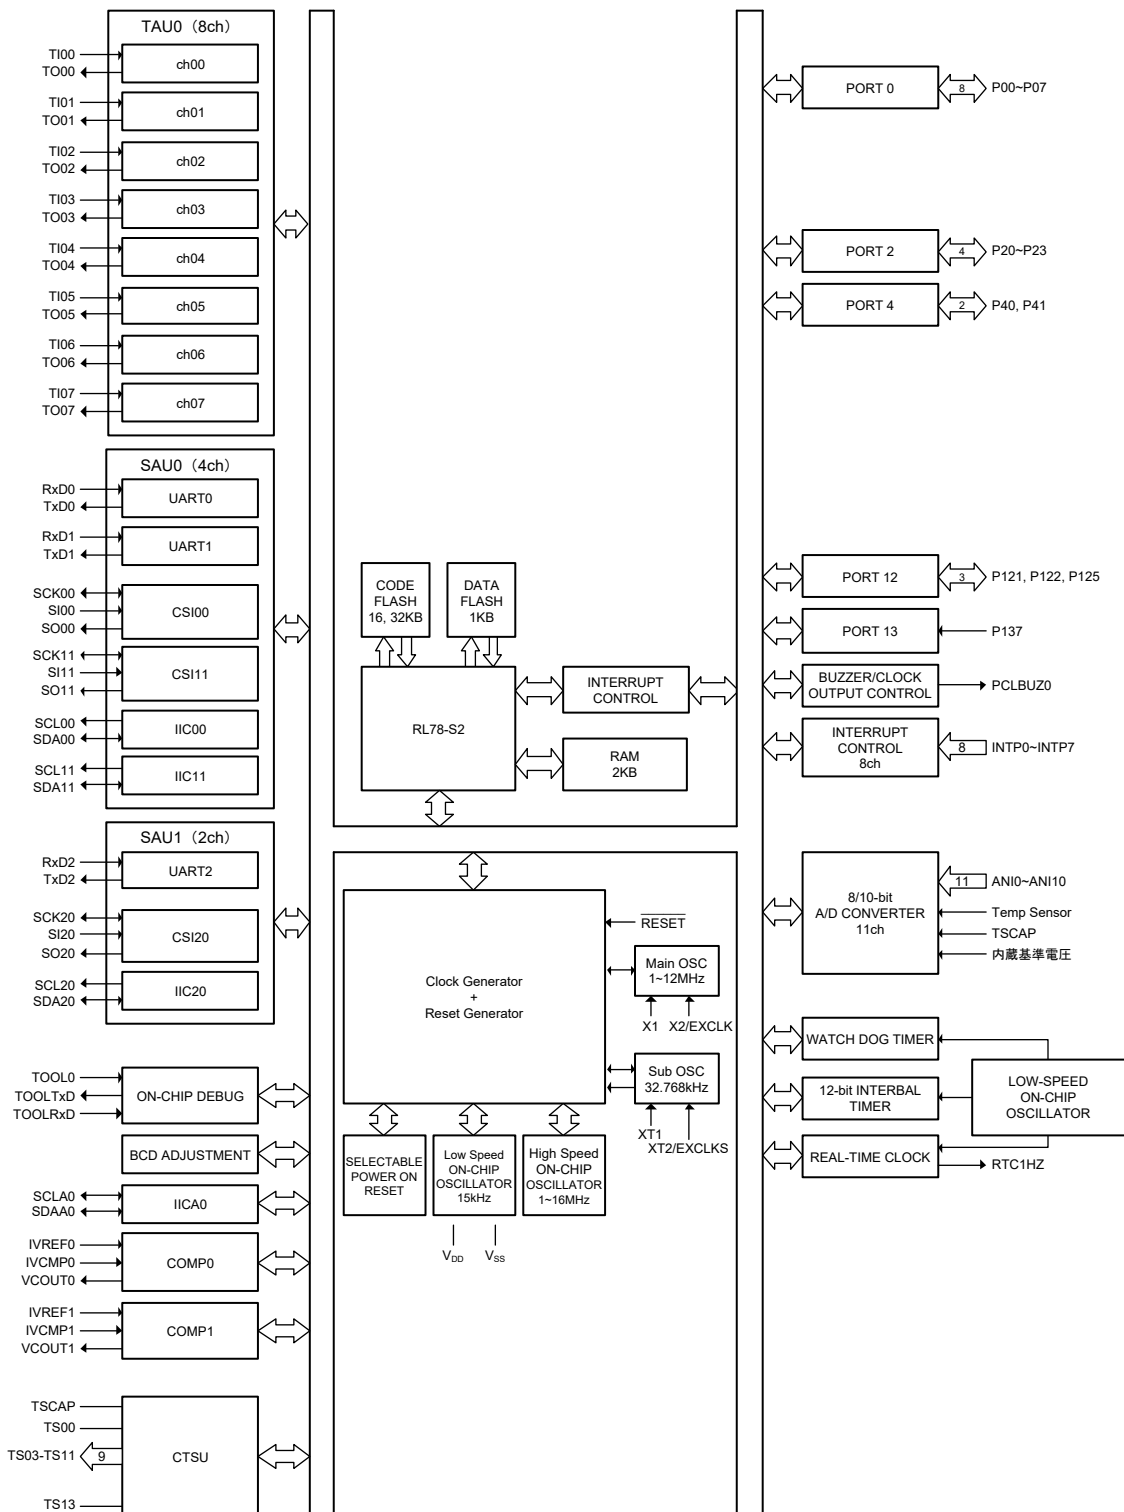 TAU0（8ch）
TI00
TO00
ch00
TI01
TO01
ch01
TI02
TO02
ch02
TI03
TO03
ch03
TI04
TO04
ch04
TI05
TO05
ch05
TI06
TO06
ch06
TI07
TO07
ch07
SAU0（4ch）
RxD0
TxD0
UART0
RxD1
TxD1
UART1
SCK00
SI00
SO00
CSI00
SCK11
SI11
SO11
CSI11
SCL00
SDA00
IIC00
SCL11
SDA11
IIC11
SAU1（2ch）
RxD2
TxD2
UART2
SCK20
SI20
SO20
CSI20
SCL20
SDA20
IIC20
TOOL0
TOOLTxD
TOOLRxD
ON-CHIP DEBUG
BCD ADJUSTMENT
SCLA0
SDAA0
IICA0
IVREF0
IVCMP0
VCOUT0
COMP0
IVREF1
IVCMP1
VCOUT1
COMP1
TSCAP
TS00
TS03-TS11
9
TS13
CTSU
CODE
FLASH
16, 32KB
DATA
FLASH
1KB
RL78-S2
INTERRUPT
CONTROL
RAM
2KB
Clock Generator
+
Reset Generator
RESET
Main OSC
1~12MHz
X1
X2/EXCLK
Sub OSC
32.768kHz
XT1
XT2/EXCLKS
SELECTABLE
POWER ON
RESET
Low Speed
ON-CHIP
OSCILLATOR
15kHz
High Speed
ON-CHIP
OSCILLATOR
1~16MHz
VDD
VSS
PORT 0
8
P00~P07
PORT 2
4
P20~P23
PORT 4
2
P40, P41
PORT 12
3
P121, P122, P125
PORT 13
P137
BUZZER/CLOCK
OUTPUT CONTROL
PCLBUZ0
INTERRUPT
CONTROL
8ch
8
INTP0~INTP7
8/10-bit
A/D CONVERTER
11ch
11
ANI0~ANI10
Temp Sensor
TSCAP
内蔵基準電圧
WATCH DOG TIMER
12-bit INTERBAL
TIMER
REAL-TIME CLOCK
LOW-SPEED
ON-CHIP
OSCILLATOR
RTC1HZ